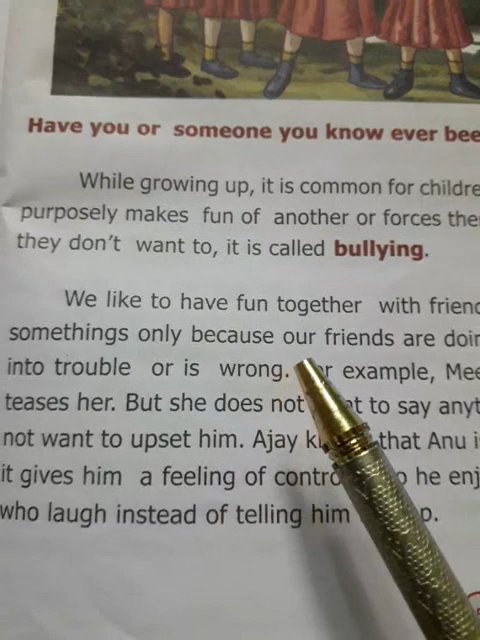 Have you or someone you know ever bee
While growing up, it is common for childre
purposely makes fun of another or forces the
they don't want to, it is called bullying.
We like to have fun together with frien
somethings only because our friends are doin
into trouble or is wrong. example, Mee
teases her. But she does not to say anyt
not want to upset him. Ajay that Anu i
it gives him a feeling of contro he enj
who laugh instead of telling him